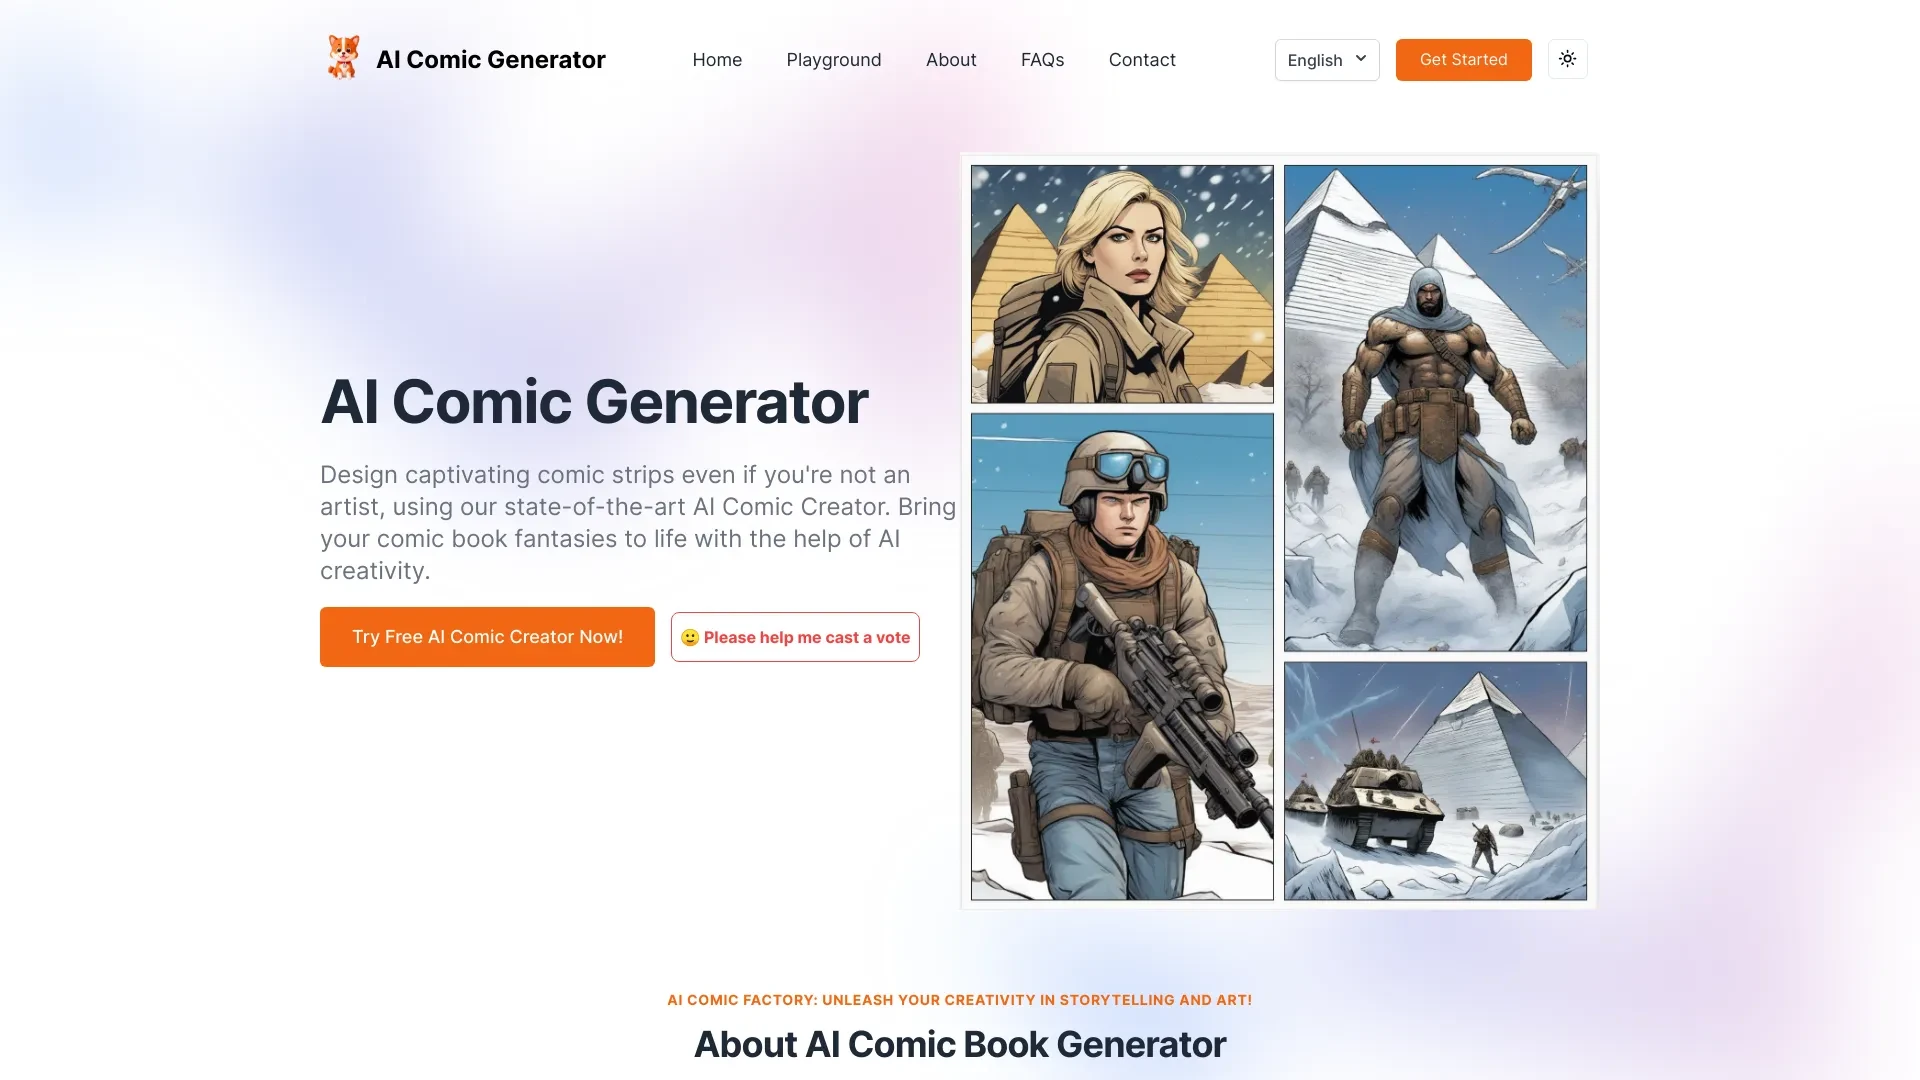 AI Comic Generator
Home
Playground
About
FAQs
Contact
English
Get Started
AI Comic Generator
Design captivating comic strips even if you're not an
artist, using our state-of-the-art AI Comic Creator. Bring
your comic book fantasies to life with the help of AI
creativity.
Try Free AI Comic Creator Now!
🙂 Please help me cast a vote
AI COMIC FACTORY: UNLEASH YOUR CREATIVITY IN STORYTELLING AND ART!
About AI Comic Book Generator